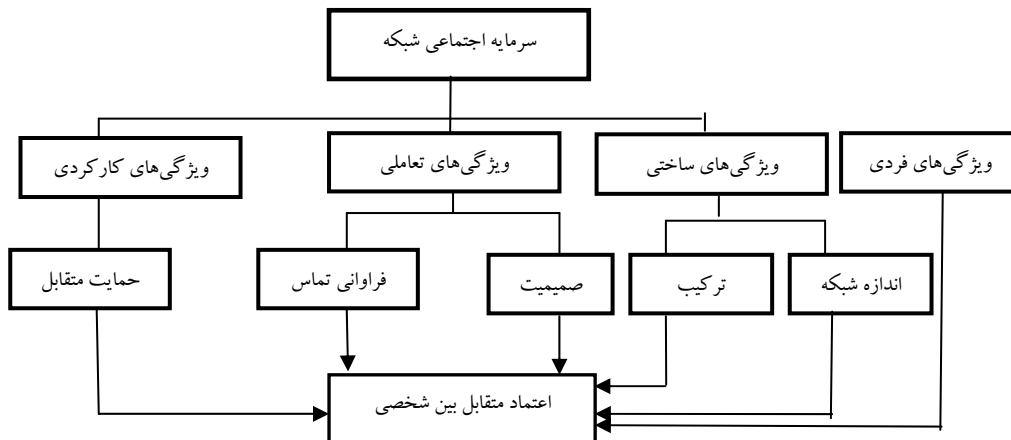 سرمایه اجتماعی شبکه
ویژگی‌های فردی
ویژگی‌های ساختی
ویژگی‌های تعاملی
ویژگی‌های کارکردی
اندازه شبکه
ترکیب
صمیمیت
فراوانی تماس
حمایت متقابل
اعتماد متقابل بین شخصی